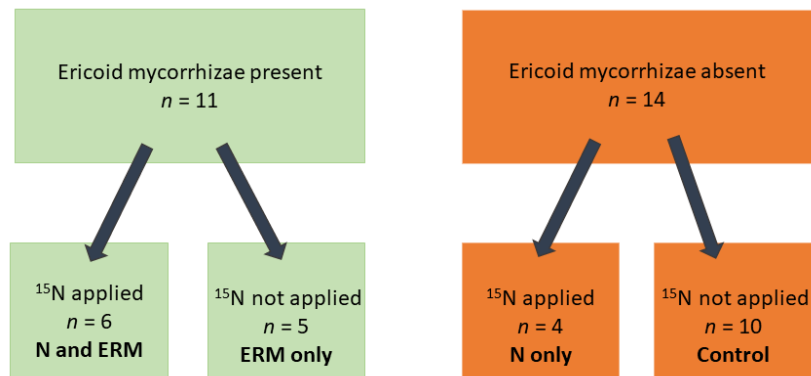 Ericoid mycorrhizae present
n = 11
Ericoid mycorrhizae absent
n = 14
¹⁵N applied
n = 6
N and ERM
¹⁵N not applied
n = 5
ERM only
¹⁵N applied
n = 4
N only
¹⁵N not applied
n = 10
Control